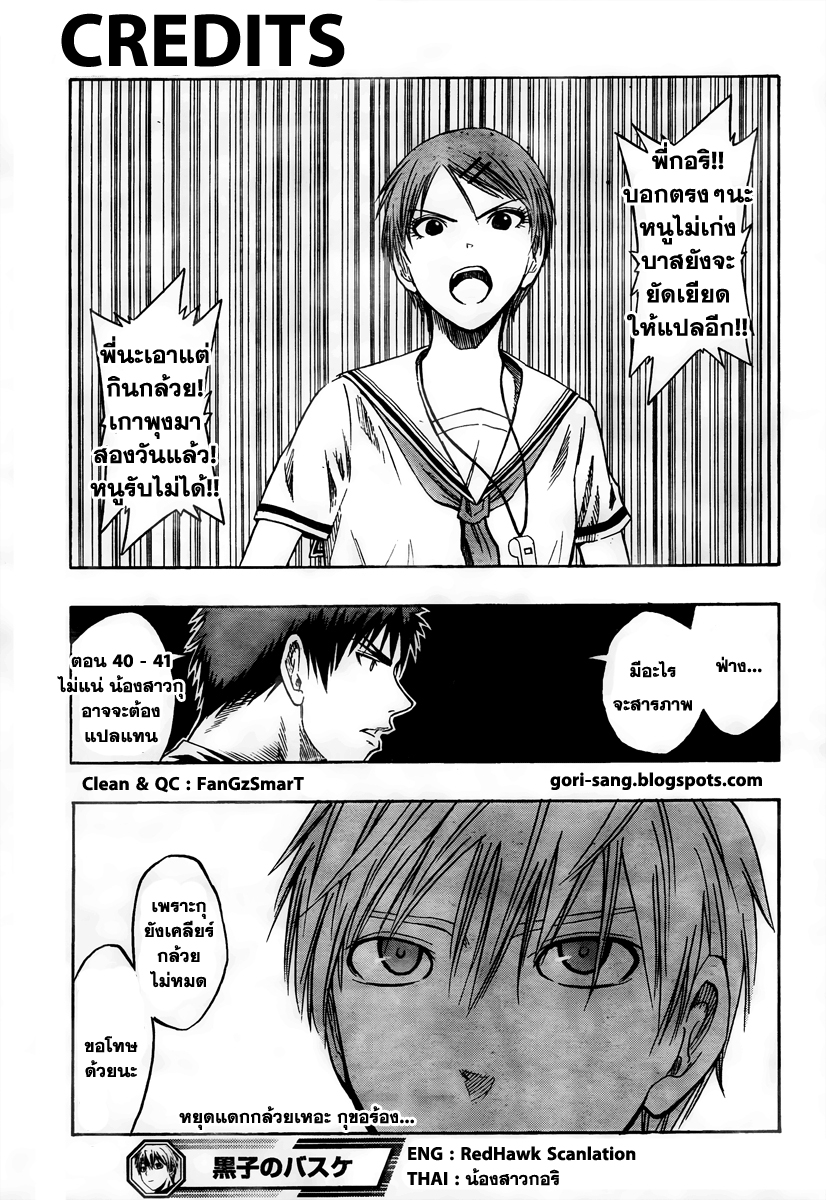 CREDITS
พี่กอริ!!
บอกตรงๆนะ
หนูไม่เก่ง
บาสยังจะ
ยัดเยียด
ให้แปลอีก!!
พี่นะเอาแต่
กินกล้วย!
เกาพุงมา
สองวันแล้ว!
หนูรับไม่ได้!!
ฟ่าง...
มีอะไร
จะสารภาพ
ตอน 40 - 41
ไม่แน่ น้องสาวกุ
อาจจะต้อง
แปลแทน
Clean & QC : FanGzSmarT
gori-sang.blogspots.com
เพราะกุ
ยังเคลียร์
กล้วย
ไม่หมด
ขอโทษ
ด้วยนะ
หยุดแดกกล้วยเหอะ กุขอร้อง...
黒子のバスケ
ENG : RedHawk Scanlation
THAI : น้องสาวกอริ